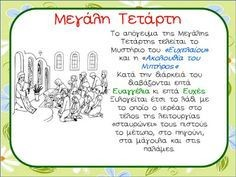 Μεγάλη Τετάρτη
Το απόγευμα της Μεγάλης
Τετάρτης τελείται το
Μυστήριο του «Ευχελαίου»
και η «Ακολουθία του
Νιπτήρος»
Κατά την διάρκειά του
διαβάζονται επτά
Ευαγγέλια κι επτά Ευχές
Ευλογείται έτσι το λάδι με
το οποίο ο ιερέας στο
τέλος της λειτουργίας
«σταυρώνει» τους πιστούς
το μέτωπο, στο πηγούνι,
στα μάγουλα και στις
παλάμες.